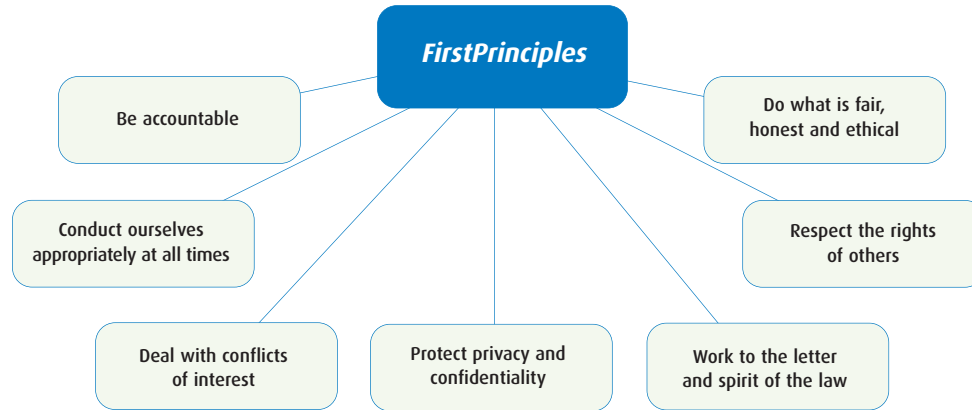 FirstPrinciples
Be accountable
Do what is fair,
honest and ethical
Conduct ourselves
appropriately at all times
Respect the rights
of others
Deal with conflicts
of interest
Protect privacy and
confidentiality
Work to the letter
and spirit of the law